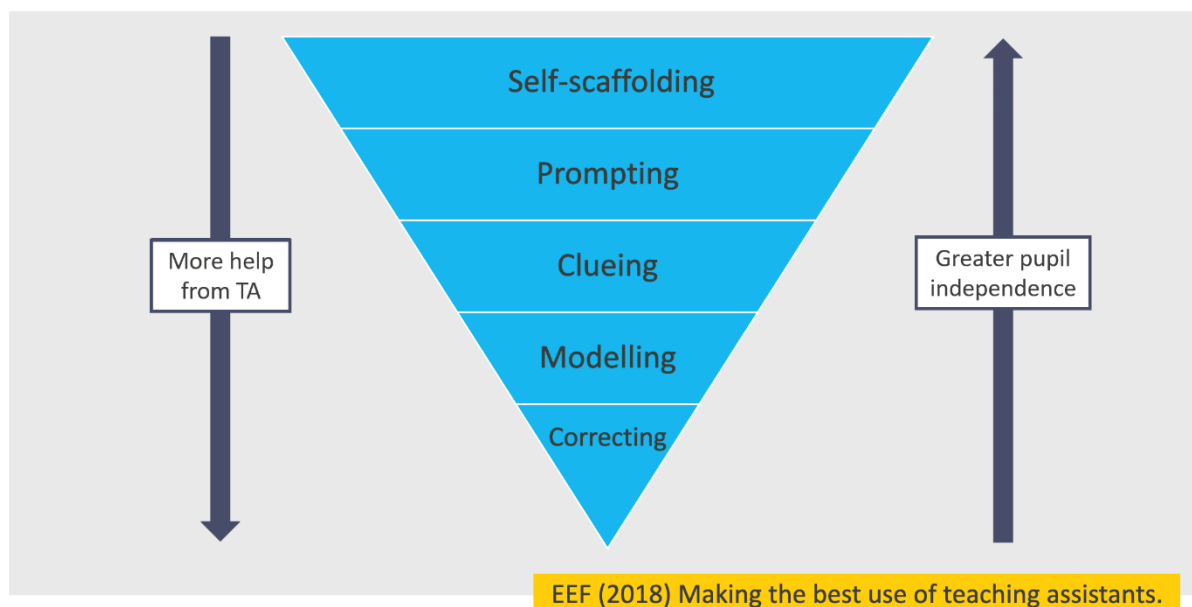 Self-scaffolding
Prompting
Clueing
Modelling
Correcting
More help
from TA
Greater pupil
independence
EEF (2018) Making the best use of teaching assistants.